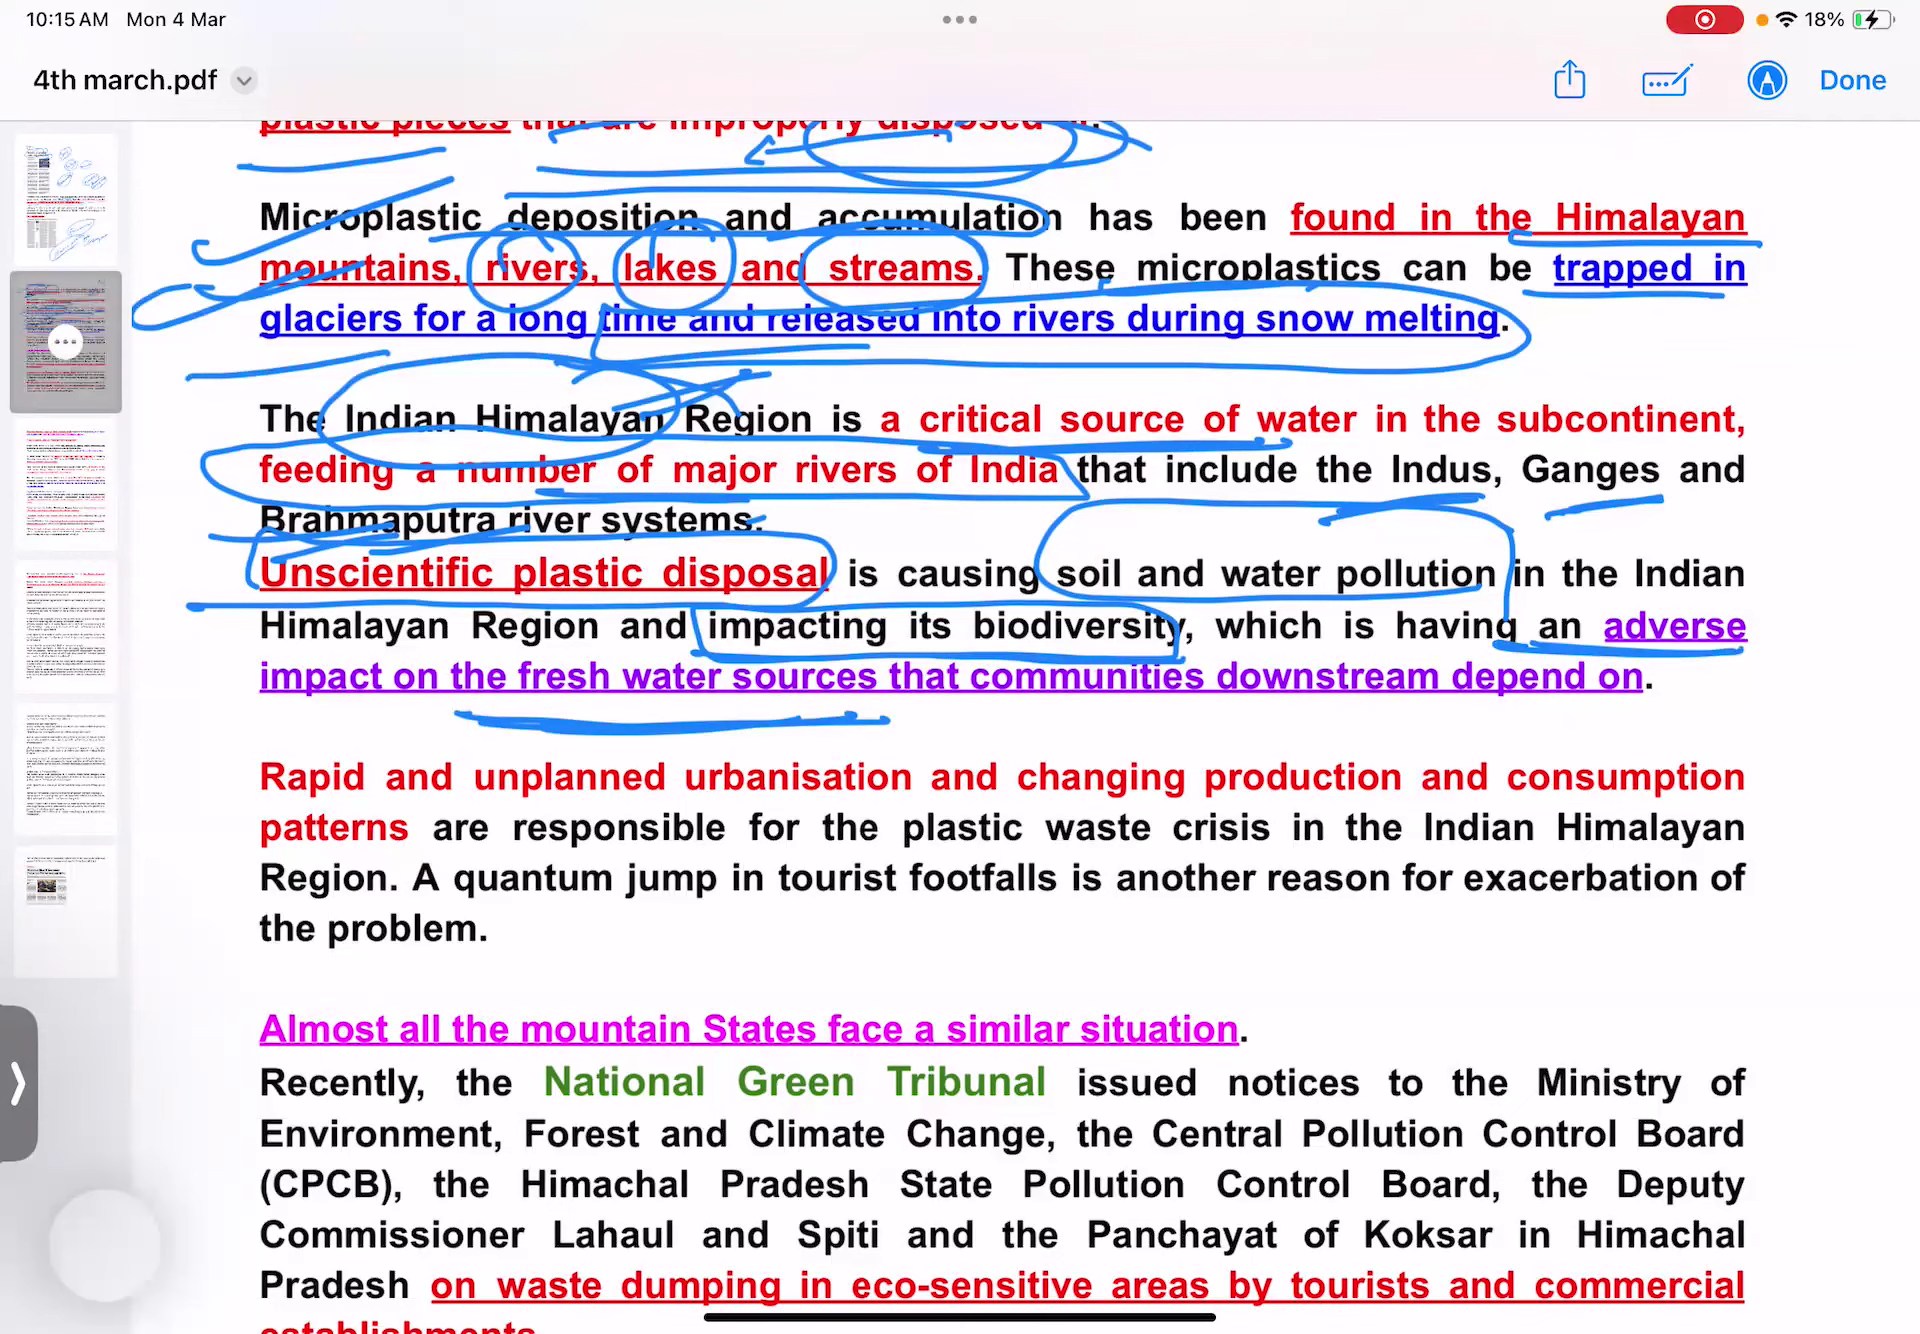 10:15 AM Mon 4 Mar
18%
4th march.pdf
Done
plastic pieces that are improperly disposed of.
Microplastic deposition and accumulation has been found in the Himalayan
mountains, rivers, lakes and streams. These microplastics can be trapped in
glaciers for a long time and released into rivers during snow melting.
The Indian Himalayan Region is a critical source of water in the subcontinent,
feeding a number of major rivers of India that include the Indus, Ganges and
Brahmaputra river systems.
Unscientific plastic disposal is causing soil and water pollution in the Indian
Himalayan Region and impacting its biodiversity, which is having an adverse
impact on the fresh water sources that communities downstream depend on.
Rapid and unplanned urbanisation and changing production and consumption
patterns are responsible for the plastic waste crisis in the Indian Himalayan
Region. A quantum jump in tourist footfalls is another reason for exacerbation of
the problem.
Almost all the mountain States face a similar situation.
Recently, the National Green Tribunal issued notices to the Ministry of
Environment, Forest and Climate Change, the Central Pollution Control Board
(CPCB), the Himachal Pradesh State Pollution Control Board, the Deputy
Commissioner Lahaul and Spiti and the Panchayat of Koksar in Himachal
Pradesh on waste dumping in eco-sensitive areas by tourists and commercial
establishments.